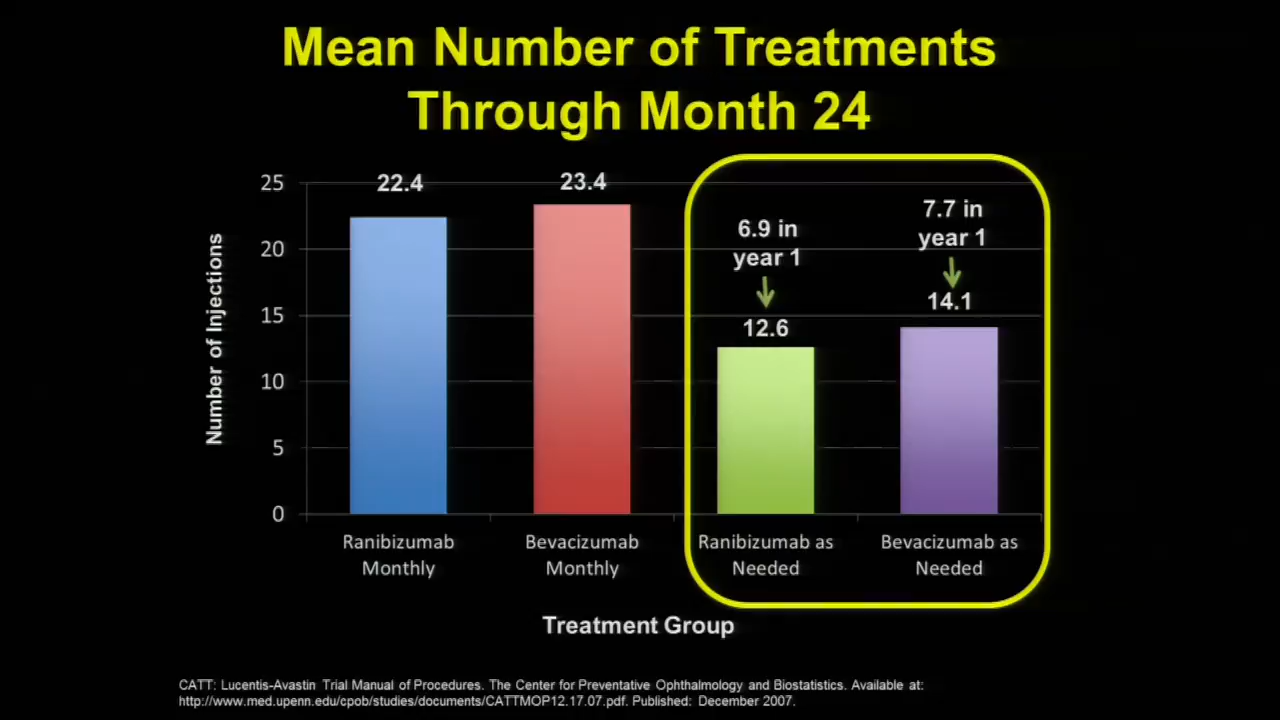 Mean Number of Treatments
Through Month 24
Number of Injections
25
20
15
10
5
0
22.4
23.4
6.9 in
year 1
12.6
7.7 in
year 1
14.1
Ranibizumab
Monthly
Bevacizumab
Monthly
Ranibizumab as
Needed
Bevacizumab as
Needed
Treatment Group
CATT: Lucentis-Avastin Trial Manual of Procedures. The Center for Preventative Ophthalmology and Biostatistics. Available at:
http://www.med.upenn.edu/cpob/studies/documents/CATTMOP12.17.07.pdf. Published: December 2007.